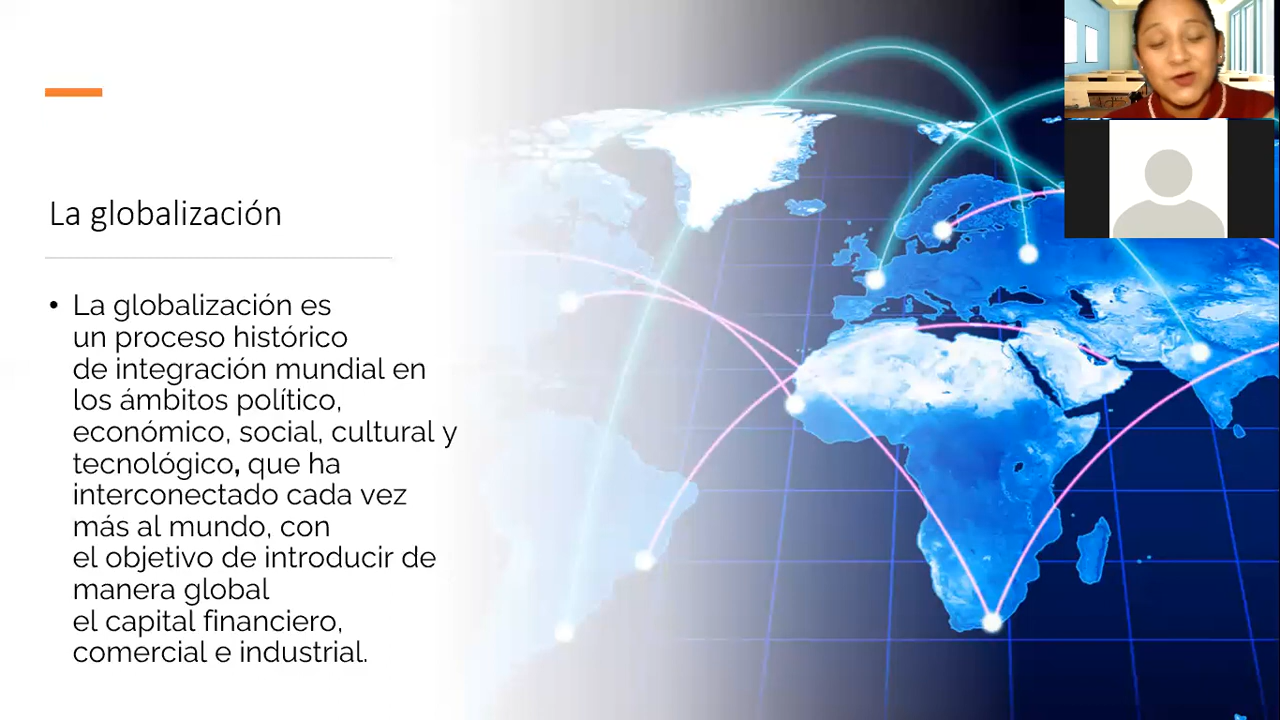 La globalización
• La globalización es
un proceso histórico
de integración mundial en
los ámbitos político,
económico, social, cultural y
tecnológico, que ha
interconectado cada vez
más al mundo, con
el objetivo de introducir de
manera global
el capital financiero,
comercial e industrial.